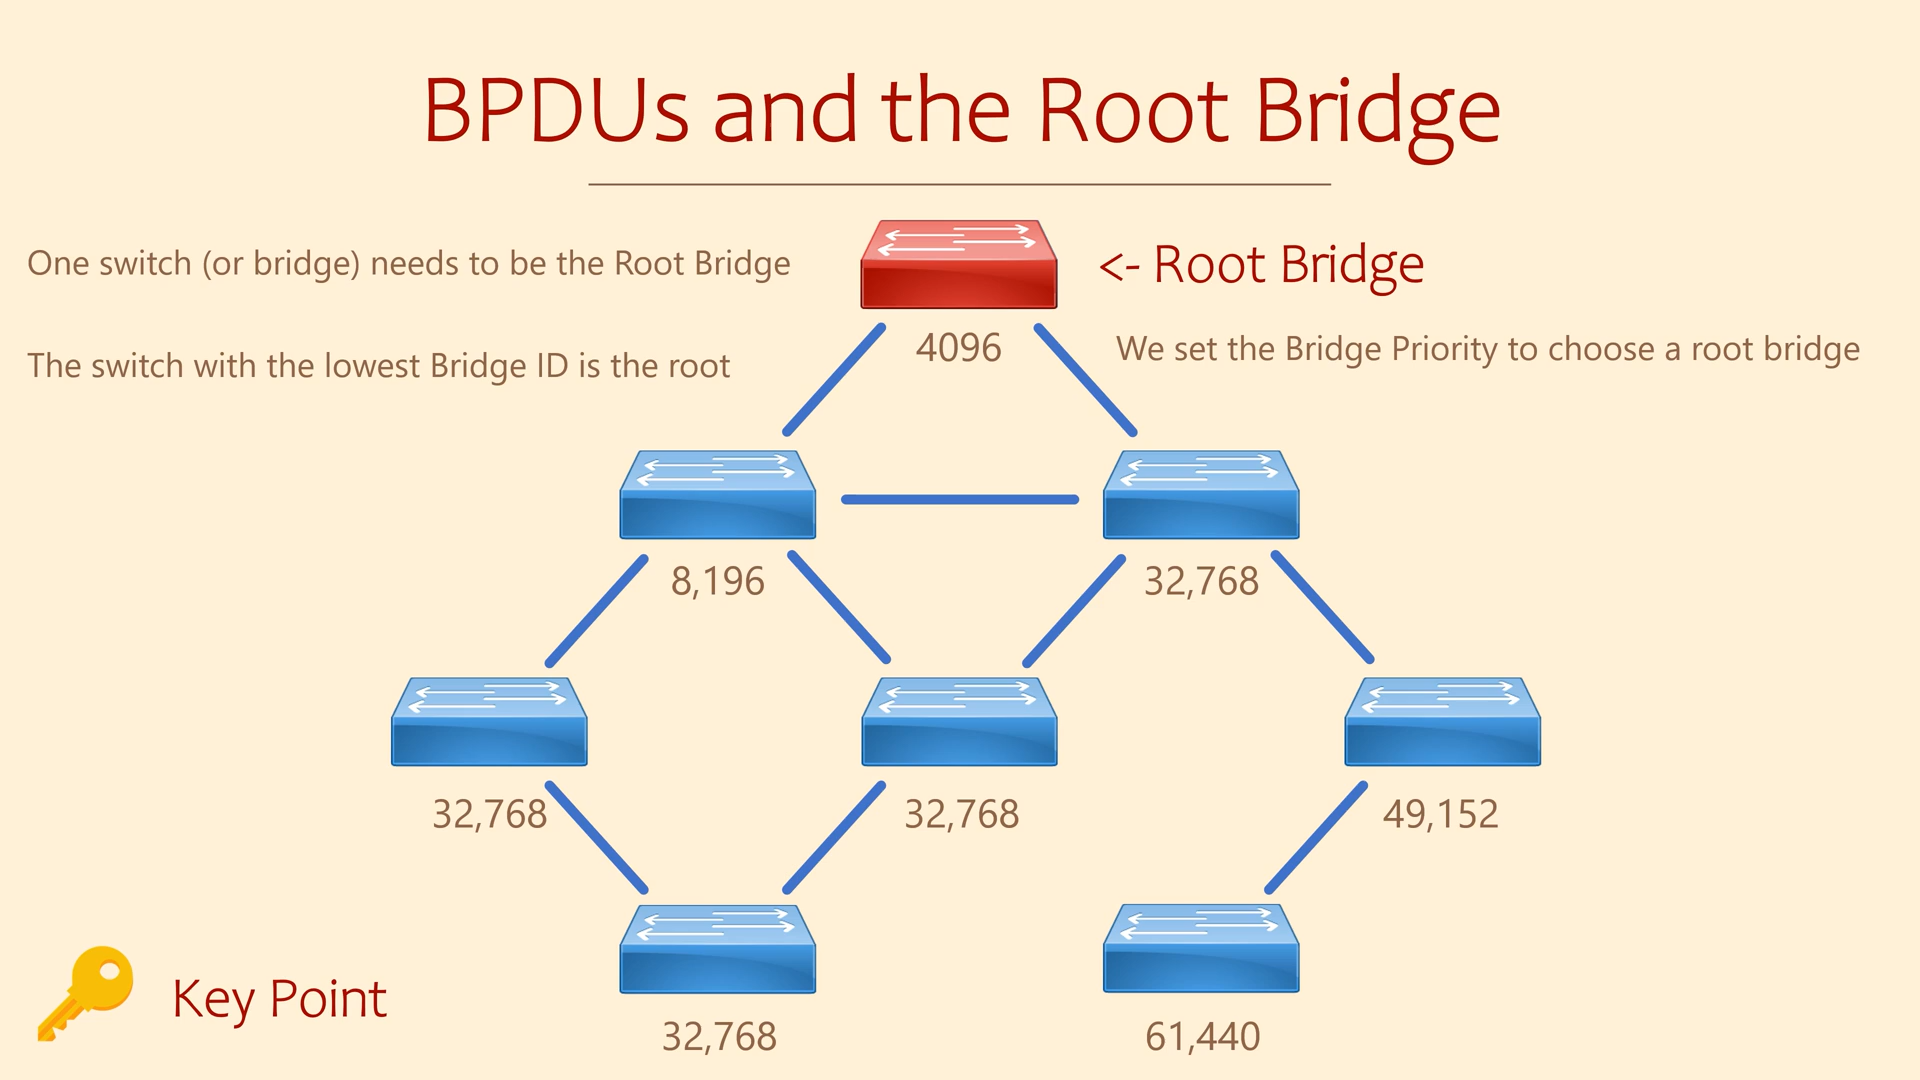 BPDUs and the Root Bridge
One switch (or bridge) needs to be the Root Bridge
<- Root Bridge
The switch with the lowest Bridge ID is the root
4096
We set the Bridge Priority to choose a root bridge
8,196
32,768
32,768
32,768
49,152
Key Point
32,768
61,440